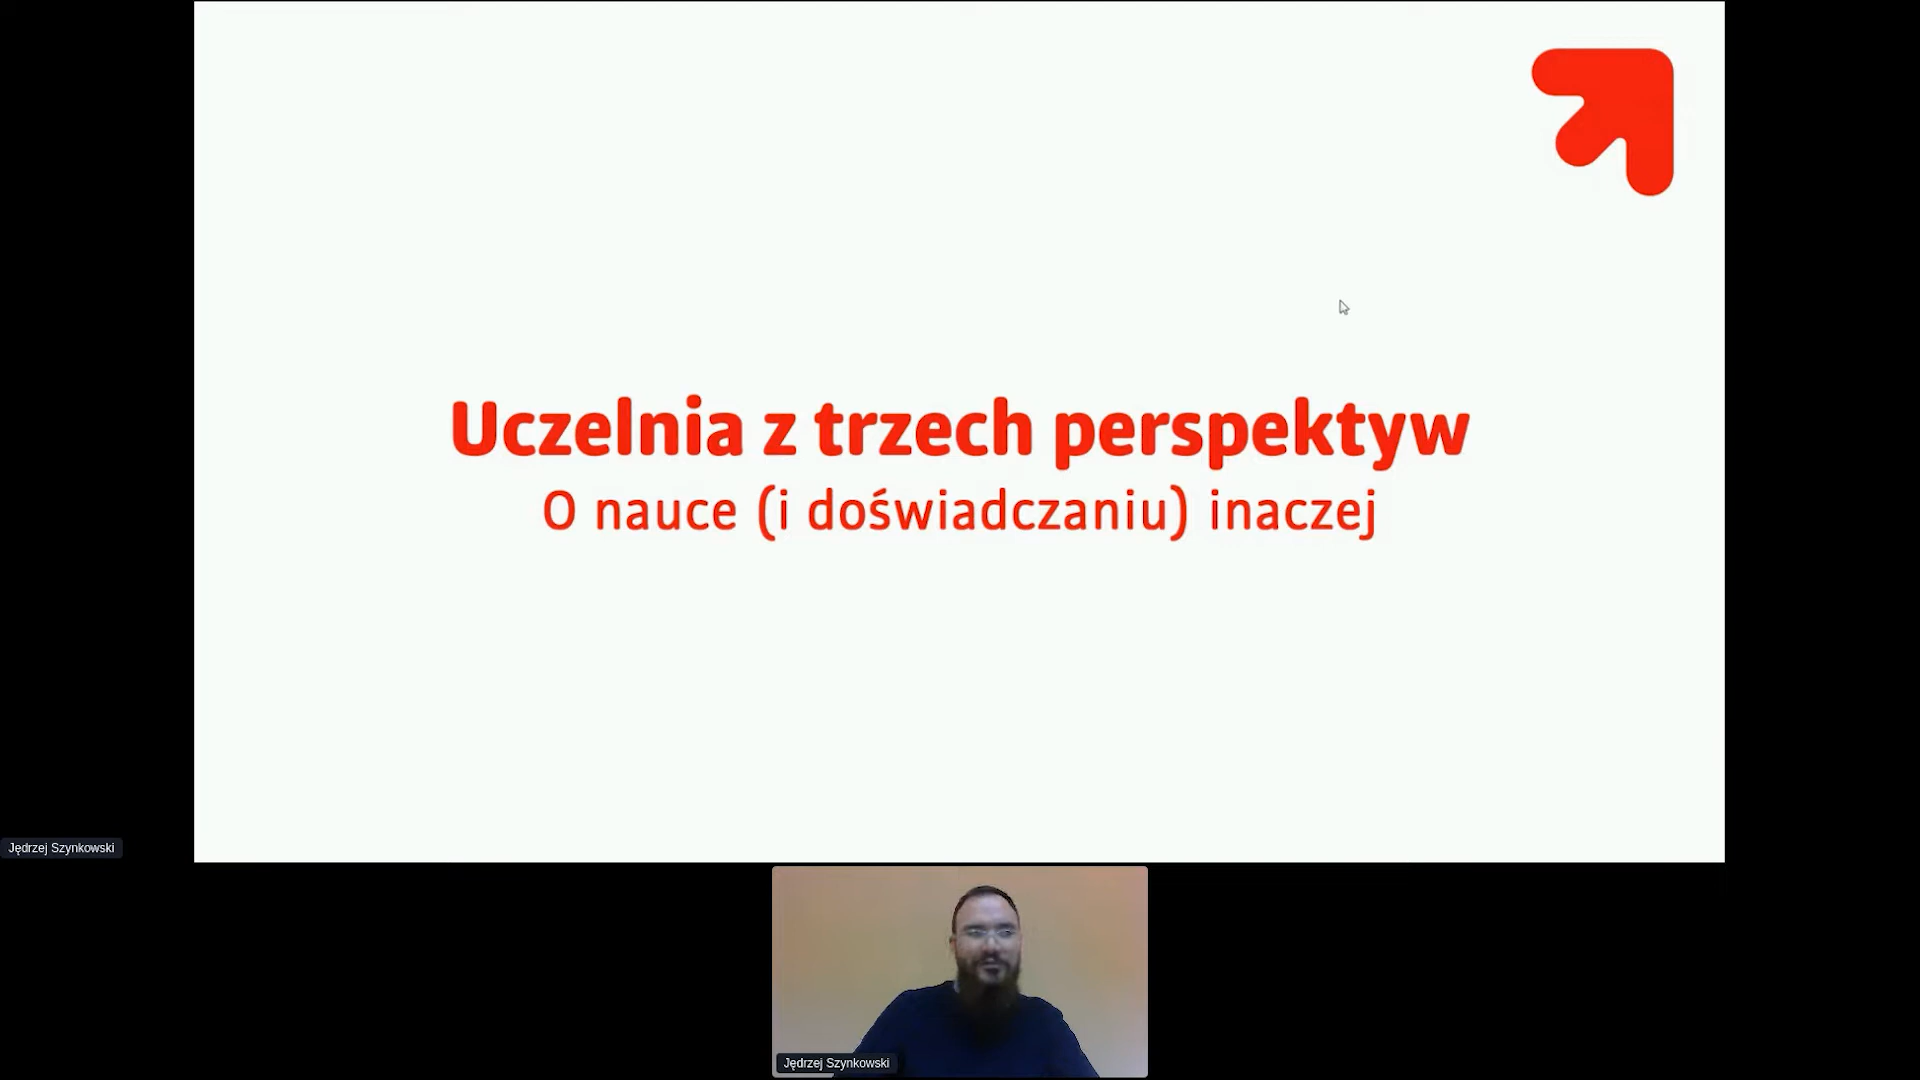 Uczelnia z trzech perspektyw
O nauce (i doświadczaniu) inaczej
Jędrzej Szynkowski
Jędrzej Szynkowski